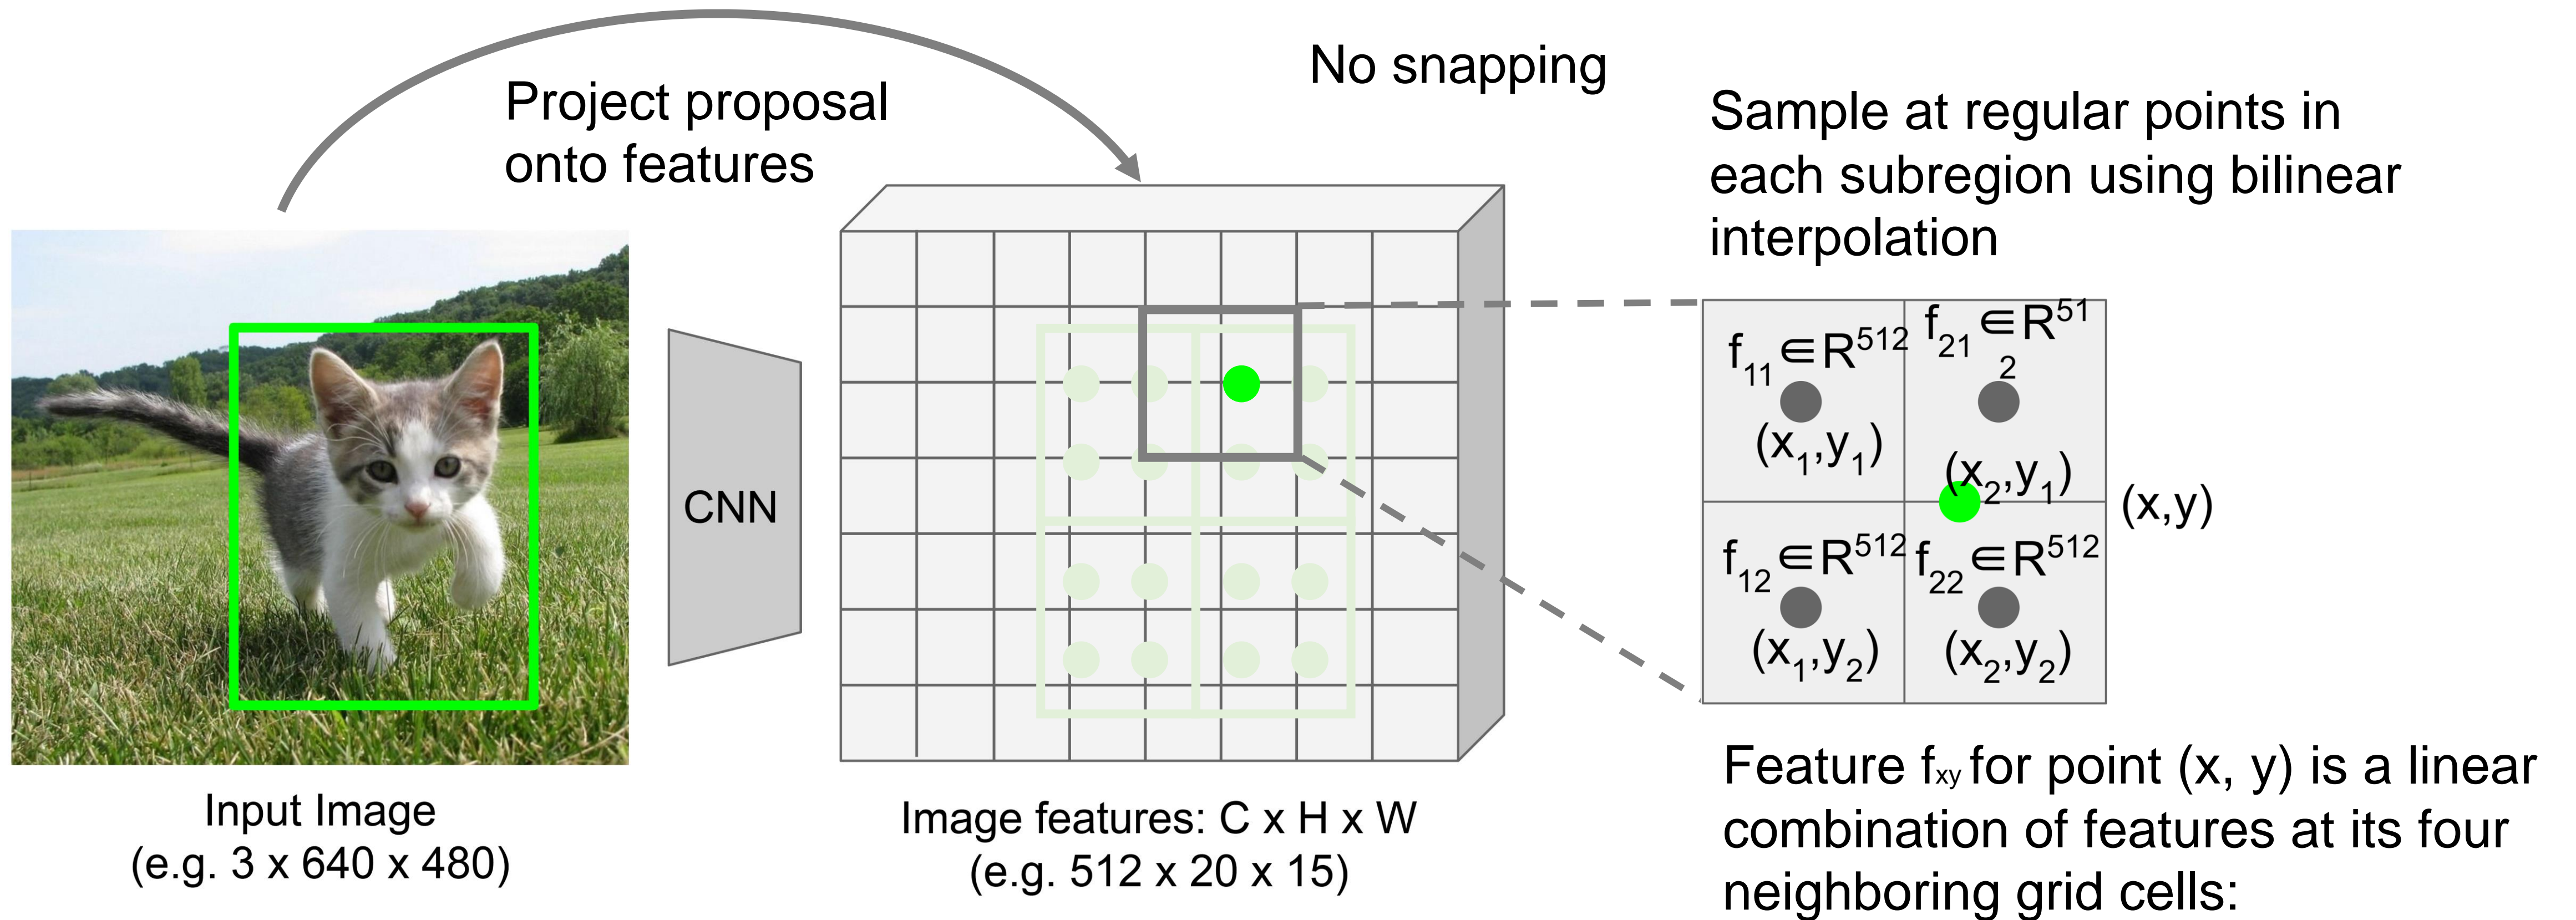 Project proposal
onto features
No snapping
Sample at regular points in
each subregion using bilinear
interpolation
CNN
f₁₁ ∈ R⁵¹²
(x₁,y₁)
f₂₁ ∈ R⁵¹
2
(x₂,y₁)
(x,y)
f₁₂ ∈ R⁵¹²
(x₁,y₂)
f₂₂ ∈ R⁵¹²
(x₂,y₂)
Input Image
(e.g. 3 x 640 x 480)
Image features: C x H x W
(e.g. 512 x 20 x 15)
Feature fxy for point (x, y) is a linear
combination of features at its four
neighboring grid cells: